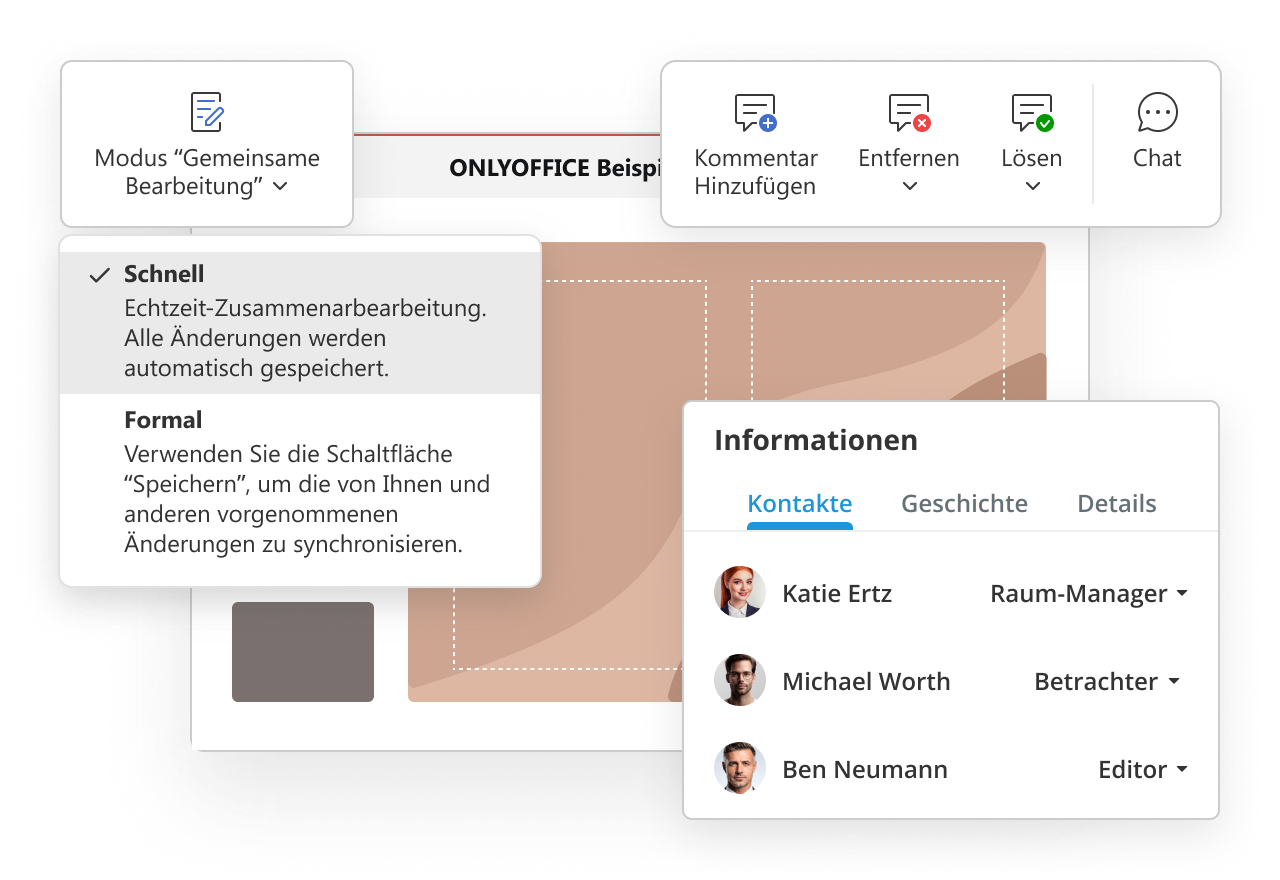 Modus “Gemeinsame
Bearbeitung”
ONLYOFFICE
Kommentar
Hinzufügen
Entfernen
Lösen
Chat
Schnell
Echtzeit-Zusammenarbearbeitung.
Alle Änderungen werden
automatisch gespeichert.
Formal
Verwenden Sie die Schaltfläche
“Speichern”, um die von Ihnen und
anderen vorgenommenen
Änderungen zu synchronisieren.
Informationen
Kontakte Geschichte Details
Katie Ertz Raum-Manager
Michael Worth Betrachter
Ben Neumann Editor